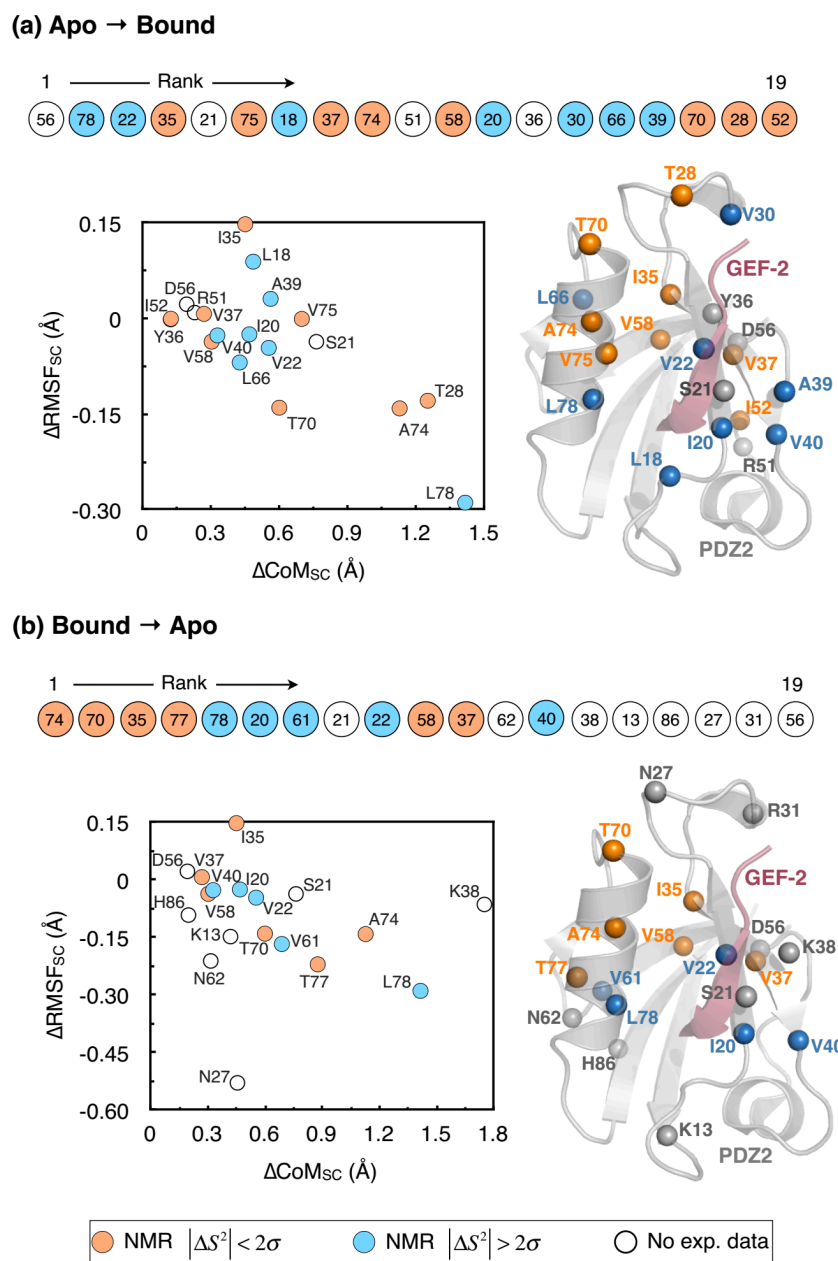 (a) Apo → Bound
1 Rank 19
56 78 22 35 21 75 18 37 74 51 58 20 36 30 66 39 70 28 52
0.15
0
-0.15
-0.30
ΔRMSF_SC (Å)
0 0.3 0.6 0.9 1.2 1.5
ΔCoM_SC (Å)
I35
L18
D56
A39
R51
I52
V37
V75
Y36
I20
S21
V58
V40
V22
L66
T28
T70
A74
L78
T28
V30
T70
GEF-2
I35
L66
Y36
A74
V58
D56
V75
V22
V37
S21
A39
L78
I52
I20
V40
L18
R51
PDZ2
(b) Bound → Apo
1 Rank 19
74 70 35 77 78 20 61 21 22 58 37 62 40 38 13 86 27 31 56
0.15
0
-0.15
-0.30
-0.45
-0.60
ΔRMSF_SC (Å)
0 0.3 0.6 0.9 1.2 1.5 1.8
ΔCoM_SC (Å)
I35
D56
V37
V40
I20
S21
K38
H86
V58
V22
A74
K13
T70
V61
N62
T77
L78
N27
N27
R31
T70
GEF-2
I35
A74
V58
D56
K38
T77
V61
V22
V37
S21
N62
L78
I20
V40
H86
K13
PDZ2
NMR |ΔS²| < 2σ NMR |ΔS²| > 2σ No exp. data